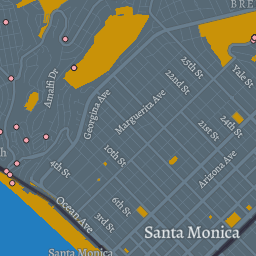 BRE
Amalfi Dr
25th St
22nd St
Yale St
Georgina Ave
Marguerita Ave
24th St
21st St
h
10th St
4th St
Arizona Ave
Ocean Ave
6th St
3rd St
Santa Monica
Santa Monica